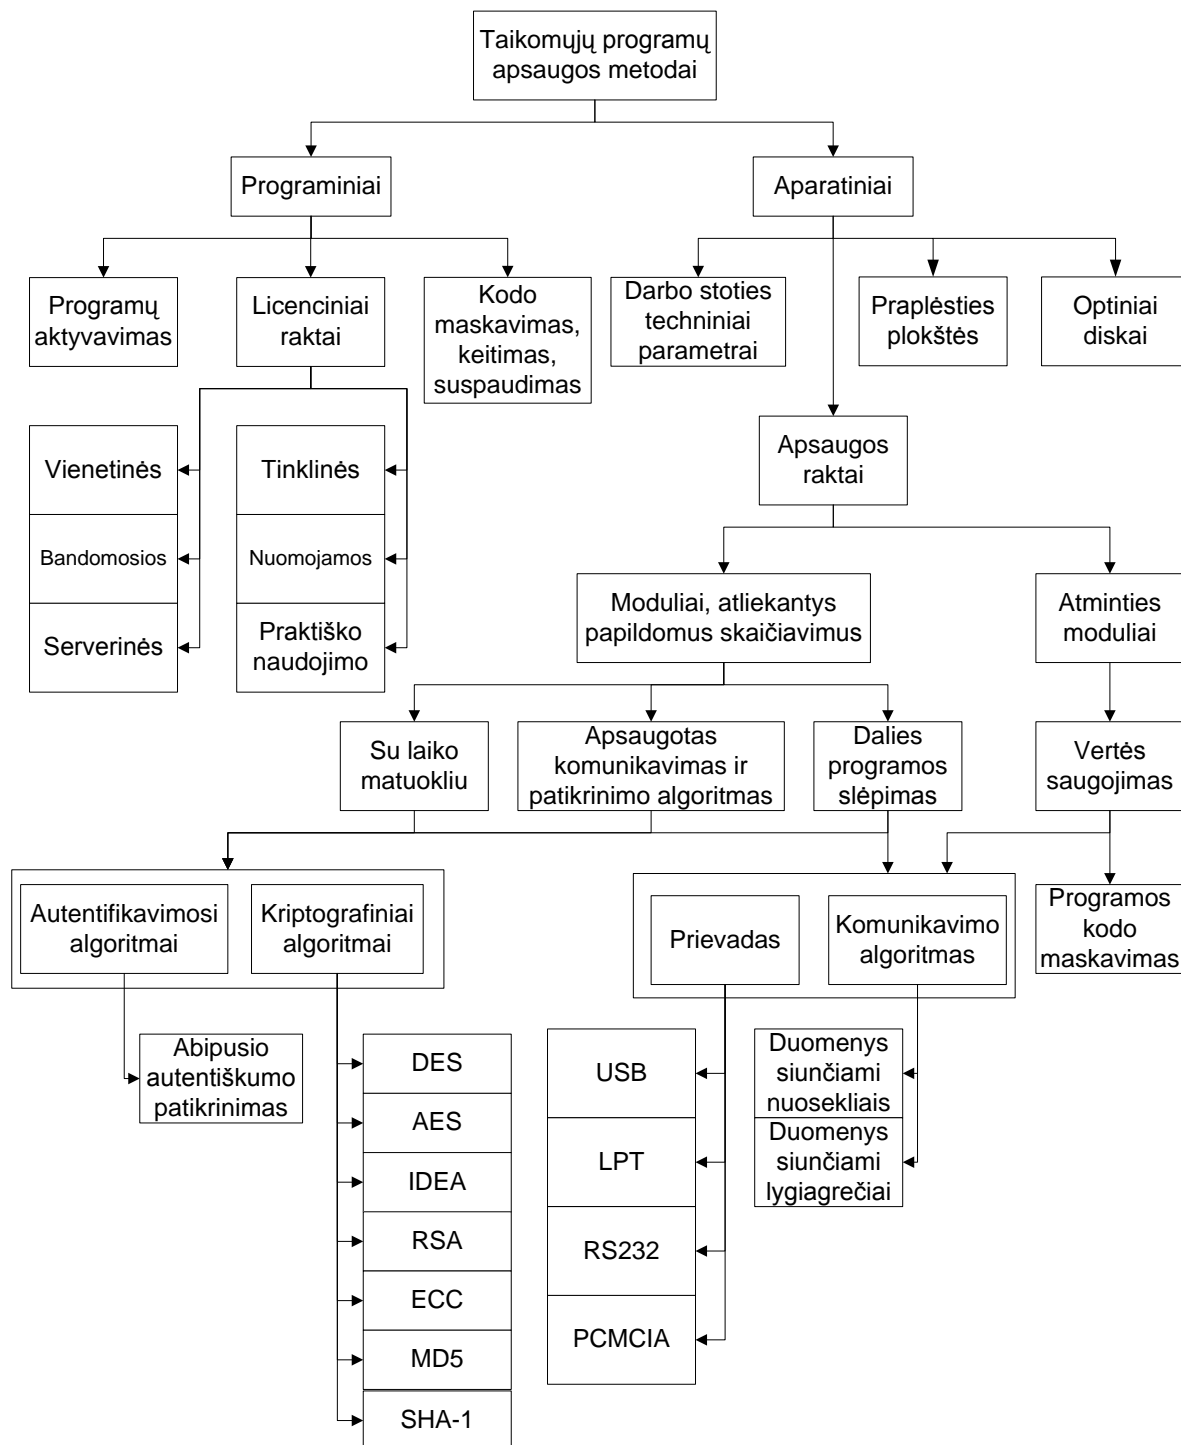 Taikomųjų programų
apsaugos metodai
Programiniai
Aparatiniai
Programų
aktyvavimas
Licenciniai
raktai
Kodo
maskavimas,
keitimas,
suspaudimas
Darbo stoties
techniniai
parametrai
Praplėsties
plokštės
Optiniai
diskai
Apsaugos
raktai
Vienetinės
Bandomosios
Serverinės
Tinklinės
Nuomojamos
Praktiško
naudojimo
Moduliai, atliekantys
papildomus skaičiavimus
Atminties
moduliai
Su laiko
matuokliu
Apsaugotas
komunikavimas ir
patikrinimo algoritmas
Dalies
programos
slėpimas
Vertės
saugojimas
Autentifikavimosi
algoritmai
Kriptografiniai
algoritmai
Prievadas
Komunikavimo
algoritmas
Programos
kodo
maskavimas
Abipusio
autentiškumo
patikrinimas
DES
AES
IDEA
RSA
ECC
MD5
SHA-1
USB
LPT
RS232
PCMCIA
Duomenys
siunčiami
nuosekliais
Duomenys
siunčiami
lygiagrečiai